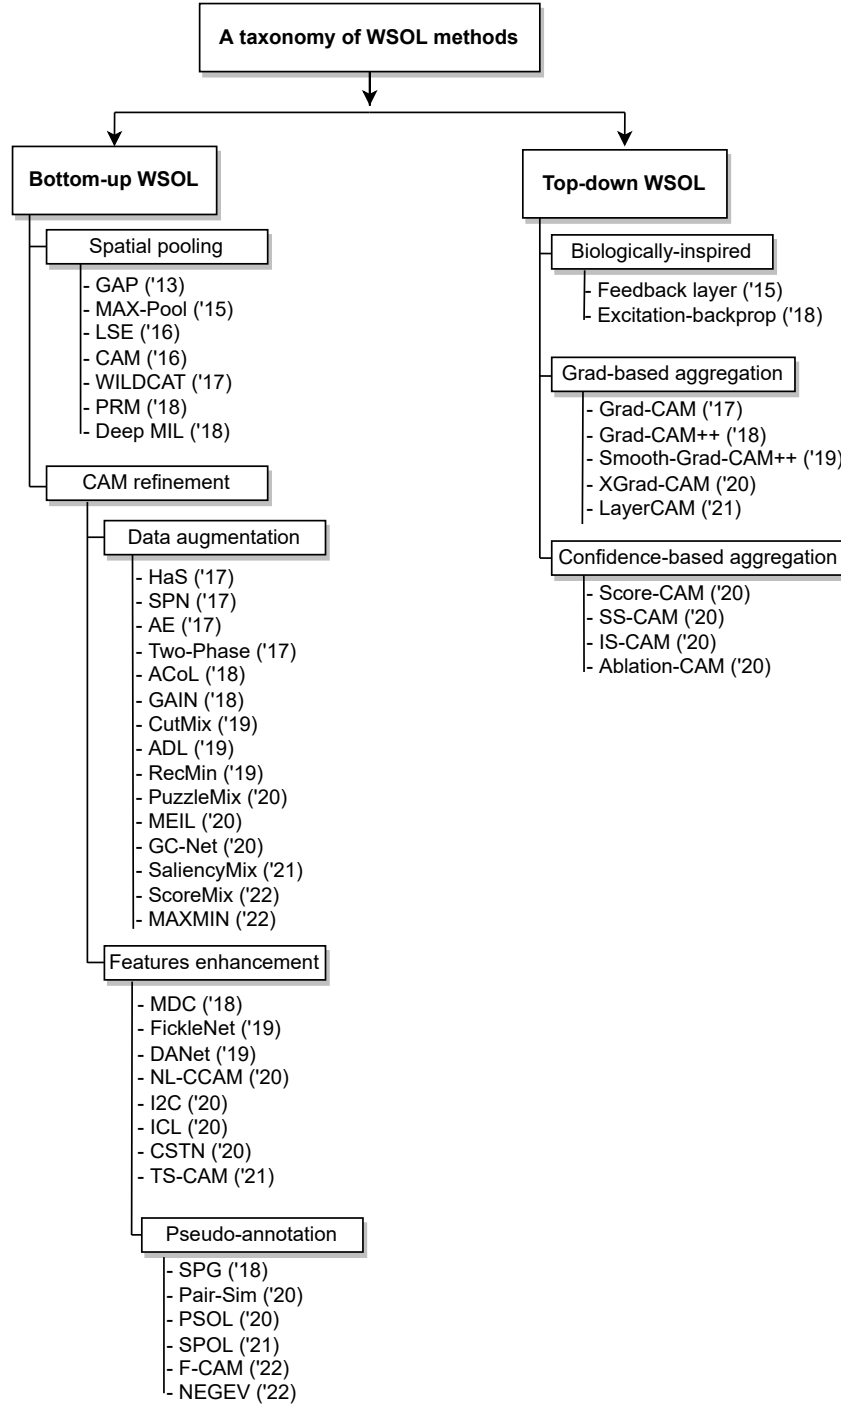 A taxonomy of WSOL methods
Bottom-up WSOL
Spatial pooling
- GAP ('13)
- MAX-Pool ('15)
- LSE ('16)
- CAM ('16)
- WILDCAT ('17)
- PRM ('18)
- Deep MIL ('18)
CAM refinement
Data augmentation
- HaS ('17)
- SPN ('17)
- AE ('17)
- Two-Phase ('17)
- ACoL ('18)
- GAIN ('18)
- CutMix ('19)
- ADL ('19)
- RecMin ('19)
- PuzzleMix ('20)
- MEIL ('20)
- GC-Net ('20)
- SaliencyMix ('21)
- ScoreMix ('22)
- MAXMIN ('22)
Features enhancement
- MDC ('18)
- FickleNet ('19)
- DANet ('19)
- NL-CCAM ('20)
- I2C ('20)
- ICL ('20)
- CSTN ('20)
- TS-CAM ('21)
Pseudo-annotation
- SPG ('18)
- Pair-Sim ('20)
- PSOL ('20)
- SPOL ('21)
- F-CAM ('22)
- NEGEV ('22)
Top-down WSOL
Biologically-inspired
- Feedback layer ('15)
- Excitation-backprop ('18)
Grad-based aggregation
- Grad-CAM ('17)
- Grad-CAM++ ('18)
- Smooth-Grad-CAM++ ('19)
- XGrad-CAM ('20)
- LayerCAM ('21)
Confidence-based aggregation
- Score-CAM ('20)
- SS-CAM ('20)
- IS-CAM ('20)
- Ablation-CAM ('20)